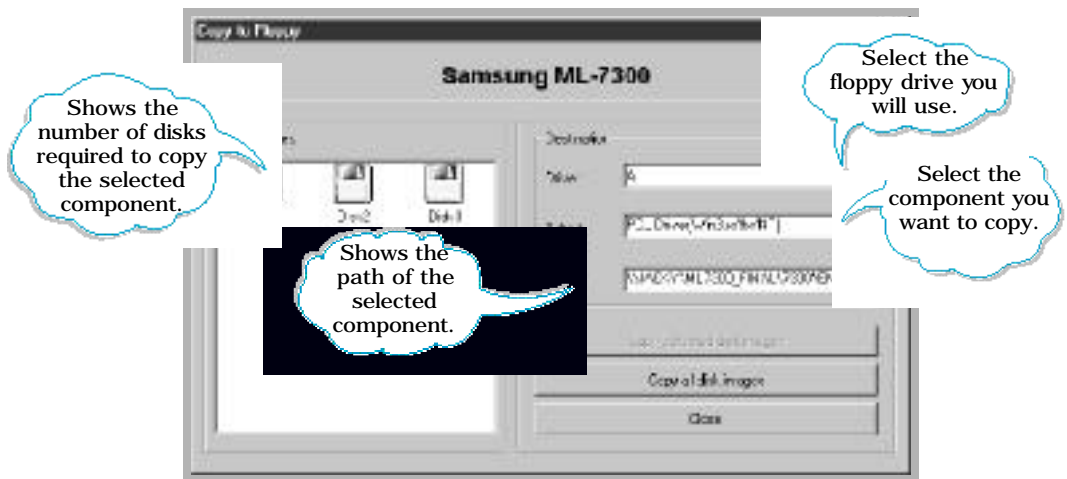 Copy to Floppy
Samsung ML-7300
Shows the
number of disks
required to copy
the selected
component.
Select the
floppy drive you
will use.
Select the
component you
want to copy.
Shows the
path of the
selected
component.
Destination
Drive
A
Disk2
Disk3
Copy all disk images
Close